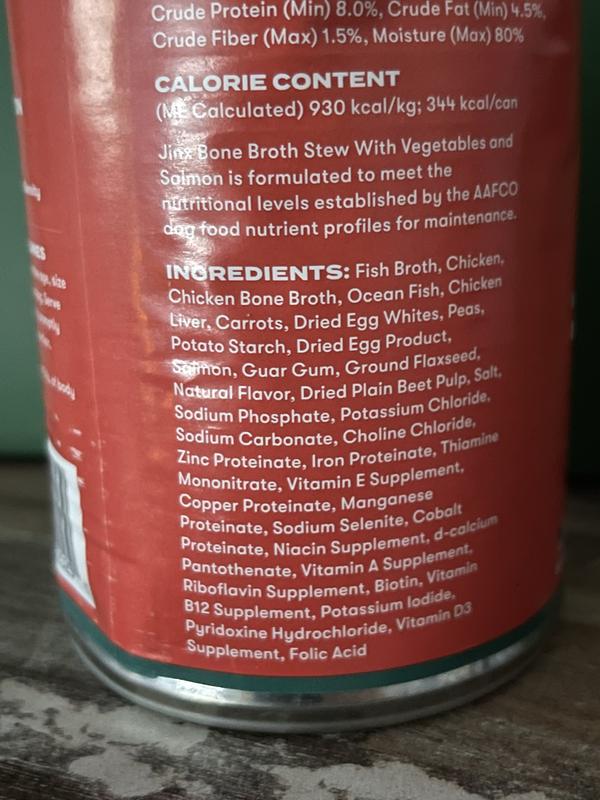 Crude Protein (Min) 8.0%, Crude Fat (Min) 4.5%,
Crude Fiber (Max) 1.5%, Moisture (Max) 80%
CALORIE CONTENT
(ME Calculated) 930 kcal/kg; 344 kcal/can
Jinx Bone Broth Stew With Vegetables and
Salmon is formulated to meet the
nutritional levels established by the AAFCO
dog food nutrient profiles for maintenance.
INGREDIENTS: Fish Broth, Chicken,
Chicken Bone Broth, Ocean Fish, Chicken
Liver, Carrots, Dried Egg Whites, Peas,
Potato Starch, Dried Egg Product,
Salmon, Guar Gum, Ground Flaxseed,
Natural Flavor, Dried Plain Beet Pulp, Salt,
Sodium Phosphate, Potassium Chloride,
Sodium Carbonate, Choline Chloride,
Zinc Proteinate, Iron Proteinate, Thiamine
Mononitrate, Vitamin E Supplement,
Copper Proteinate, Manganese
Proteinate, Sodium Selenite, Cobalt
Proteinate, Niacin Supplement, d-calcium
Pantothenate, Vitamin A Supplement,
Riboflavin Supplement, Biotin, Vitamin
B12 Supplement, Potassium Iodide,
Pyridoxine Hydrochloride, Vitamin D3
Supplement, Folic Acid
size
serve
of body